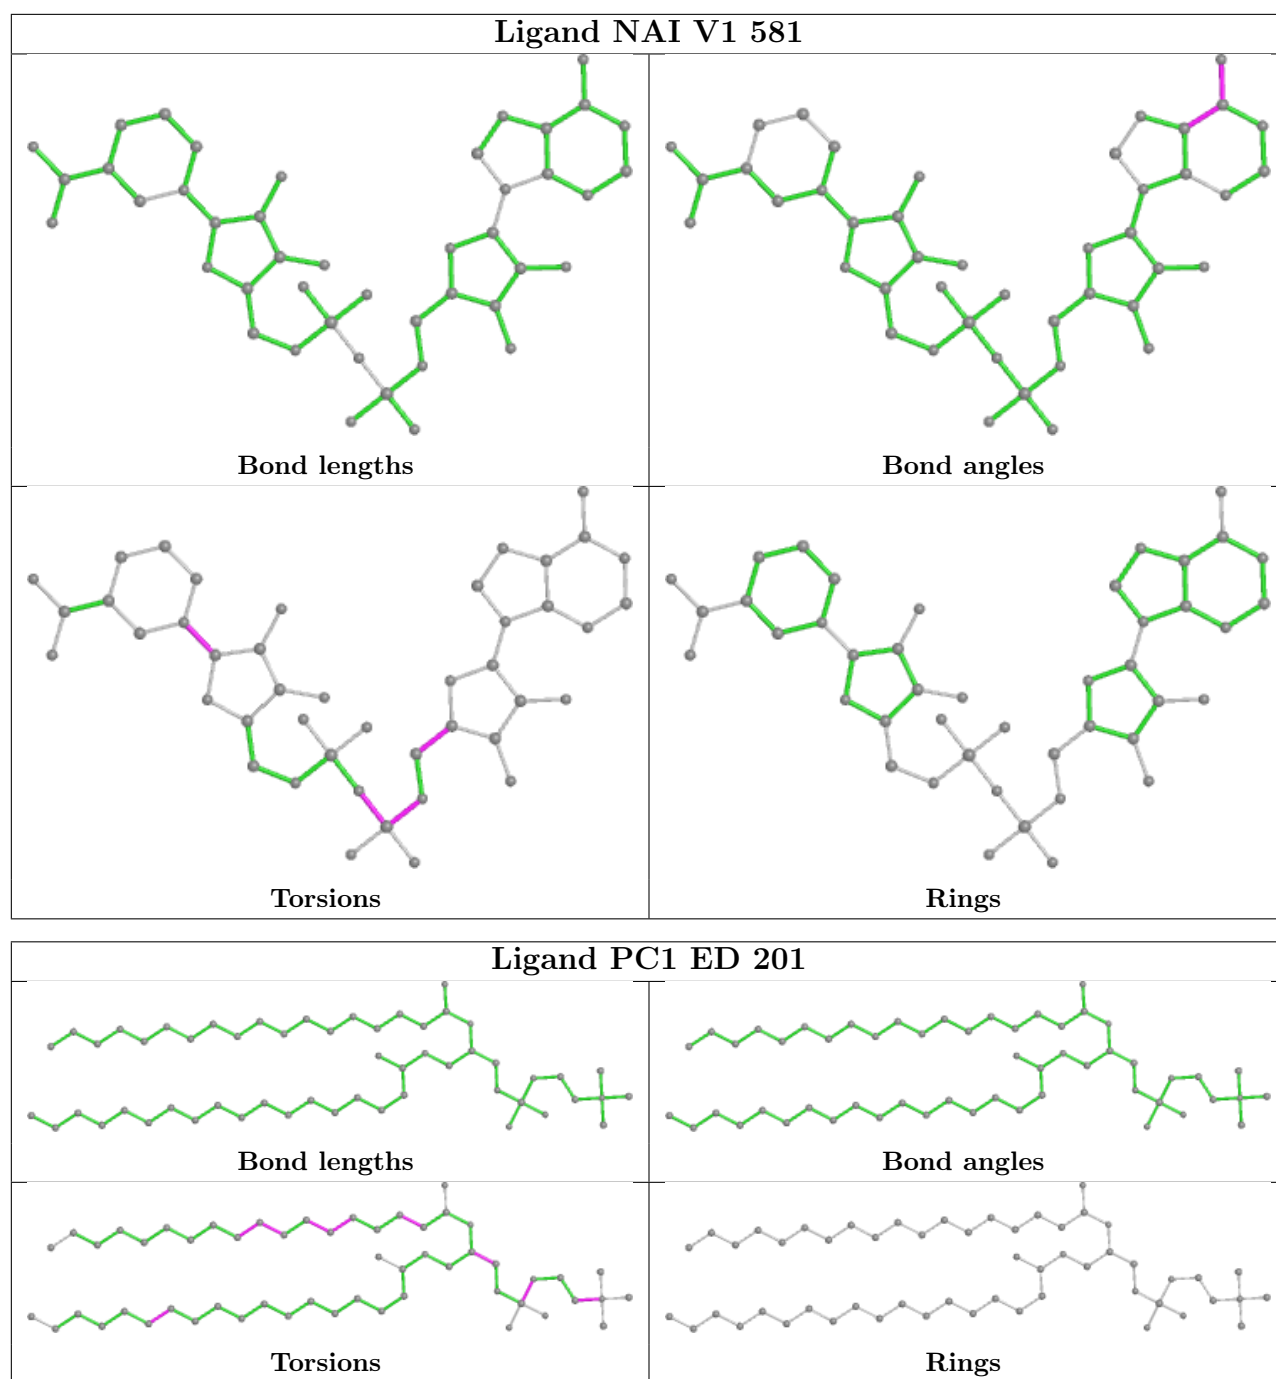 Ligand NAI V1 581
Bond lengths
Bond angles
Torsions
Rings
Ligand PC1 ED 201
Bond lengths
Bond angles
Torsions
Rings